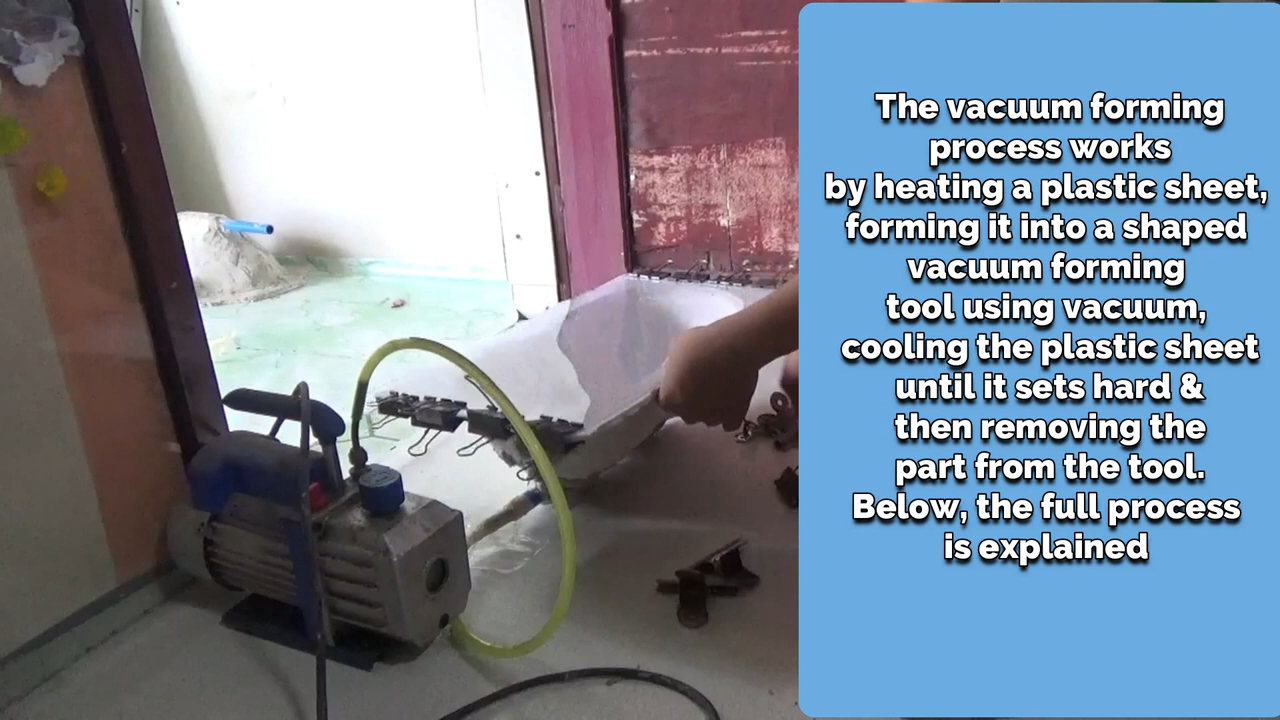 The vacuum forming
process works
by heating a plastic sheet,
forming it into a shaped
vacuum forming
tool using vacuum,
cooling the plastic sheet
until it sets hard &
then removing the
part from the tool.
Below, the full process
is explained